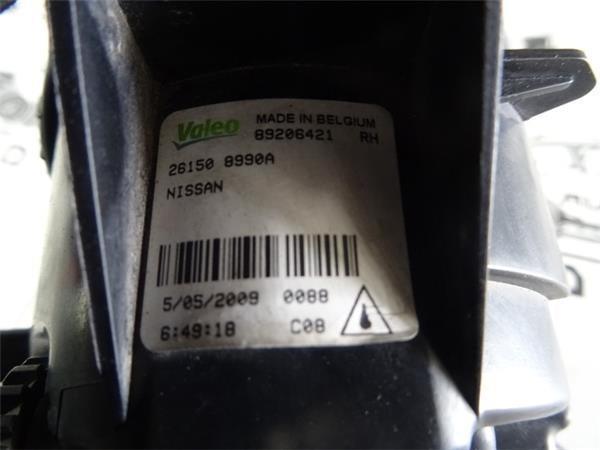 Valeo MADE IN BELGIUM
89206421 RH
26150 8990A
NISSAN
5/05/2009 0088
6:49:18 C08